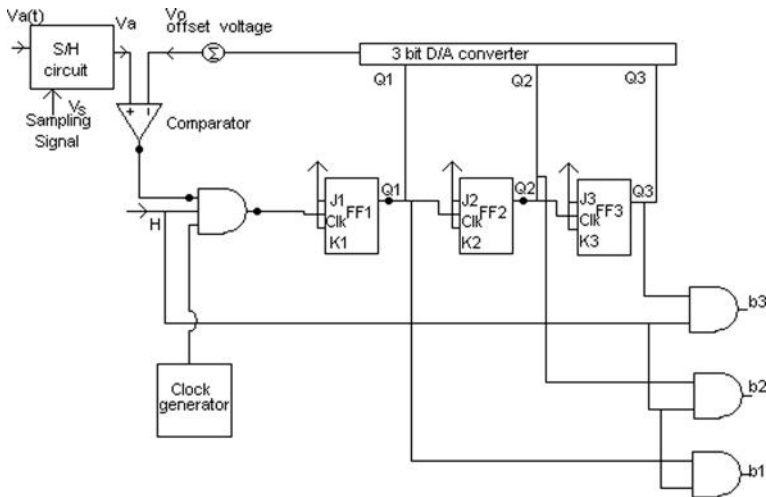 Va(t)
S/H
circuit
Va
Vo
offset voltage
Σ
3 bit D/A converter
Q1
Q2
Q3
Vs
Sampling
Signal
+
-
Comparator
H
J1
FF1
Clk
K1
Q1
J2
FF2
Clk
K2
Q2
J3
FF3
Clk
K3
Q3
Clock
generator
b3
b2
b1